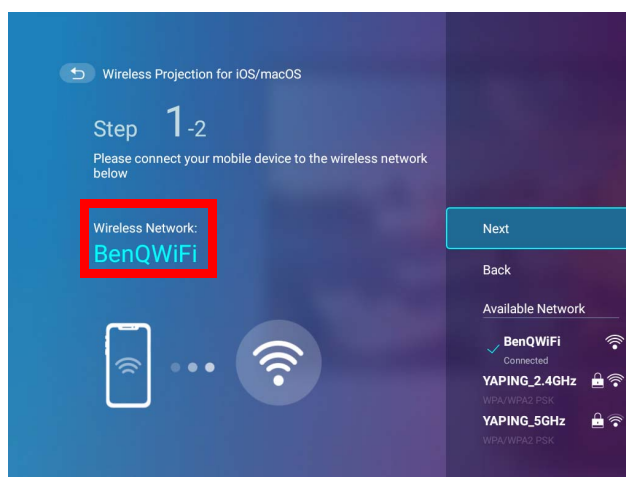 Wireless Projection for iOS/macOS
Step 1-2
Please connect your mobile device to the wireless network
below
Wireless Network:
BenQWiFi
Next
Back
Available Network
BenQWiFi
Connected
YAPING_2.4GHz
WPA/WPA2 PSK
YAPING_5GHz
WPA/WPA2 PSK